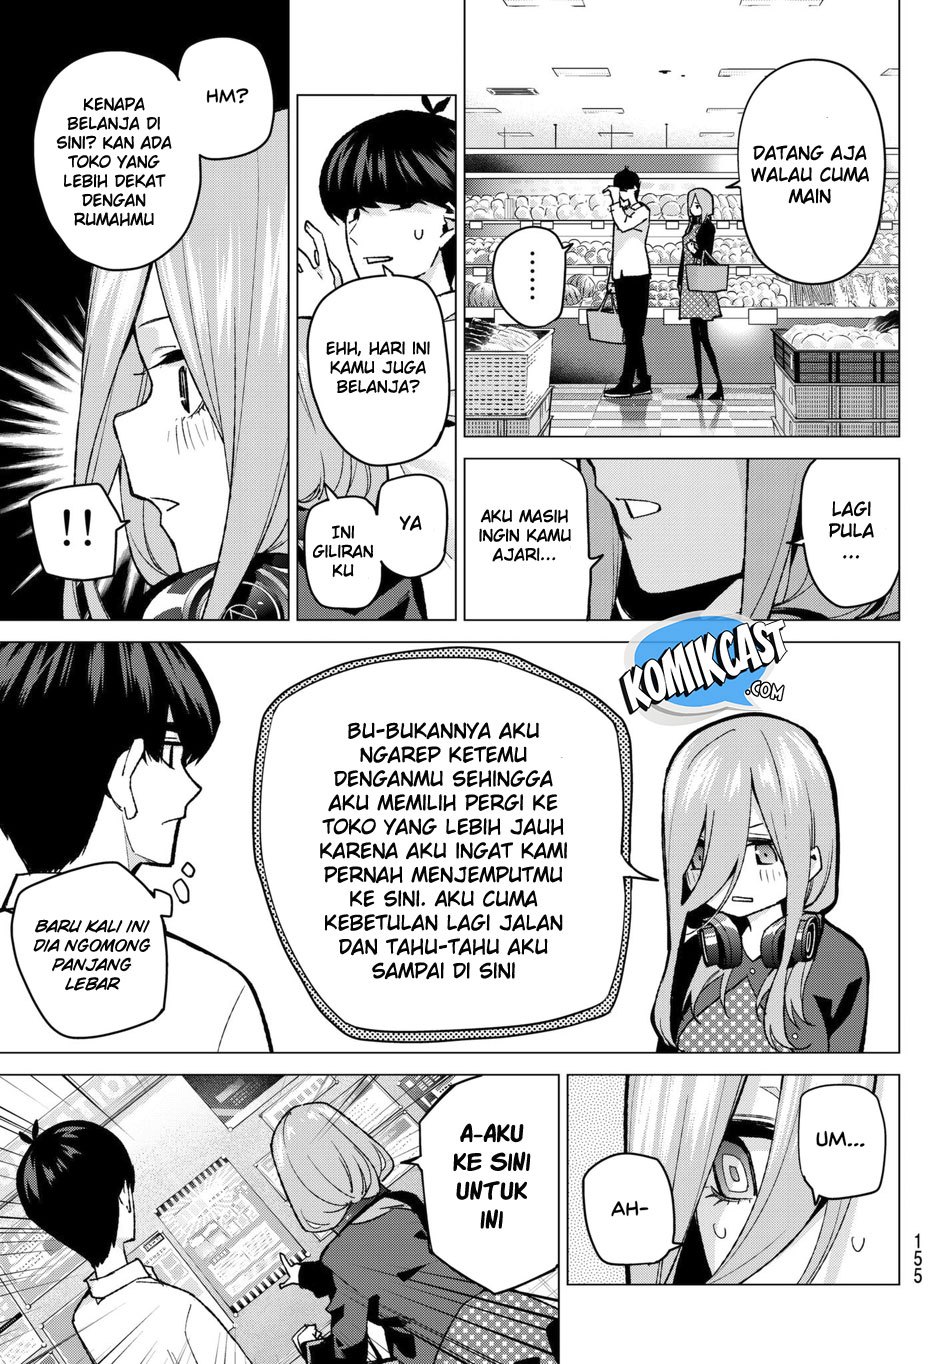 DATANG AJA
WALAU CUMA
MAIN
......
LAGI
PULA
...
AKU MASIH
INGIN KAMU
AJARI...
EHH, HARI INI
KAMU JUGA
BELANJA?
YA
INI
GILIRAN
KU
HM?
KENAPA
BELANJA DI
SINI? KAN ADA
TOKO YANG
LEBIH DEKAT
DENGAN
RUMAHMU
!!
KOMIKCAST
.COM
BU-BUKANNYA AKU
NGAREP KETEMU
DENGANMU SEHINGGA
AKU MEMILIH PERGI KE
TOKO YANG LEBIH JAUH
KARENA AKU INGAT KAMI
PERNAH MENJEMPUTMU
KE SINI. AKU CUMA
KEBETULAN LAGI JALAN
DAN TAHU-TAHU AKU
SAMPAI DI SINI
BARU KALI INI
DIA NGOMONG
PANJANG
LEBAR
UM...
AH-
A-AKU
KE SINI
UNTUK
INI
155